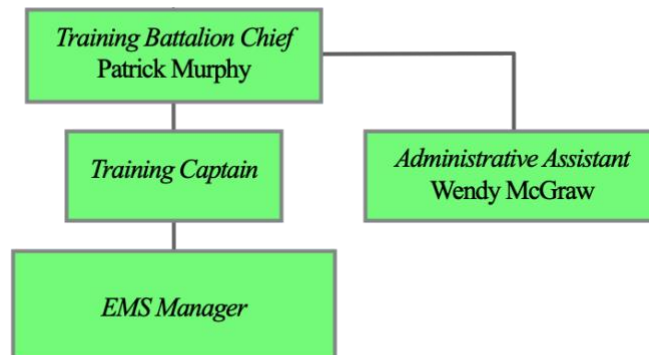 Training Battalion Chief
Patrick Murphy
Training Captain
Administrative Assistant
Wendy McGraw
EMS Manager